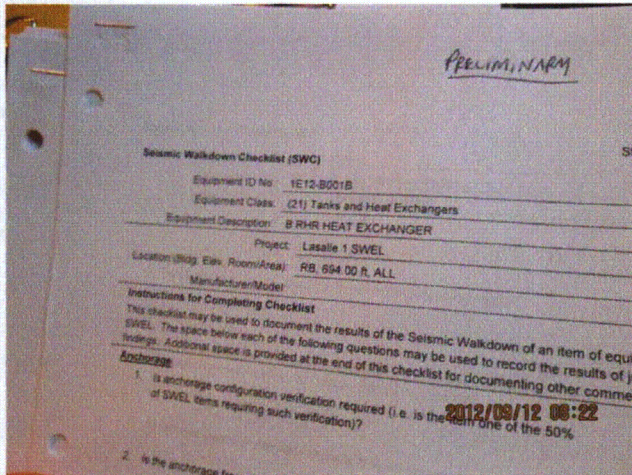 PRELIMINARY
Seismic Walkdown Checklist (SWC)
Equipment ID No. 1E12-B001B
Equipment Class: (21) Tanks and Heat Exchangers
Equipment Description: B RHR HEAT EXCHANGER
Project: Lasalle 1 SWEL
Location (Bldg, Elev, Room/Area): RB, 694.00 ft, ALL
Manufacturer/Model:
Instructions for Completing Checklist
This checklist may be used to document the results of the Seismic Walkdown of an item of equi
SWEL. The space below each of the following questions may be used to record the results of j
findings. Additional space is provided at the end of this checklist for documenting other comme
Anchorage
1. Is anchorage configuration verification required (i.e. is the item one of the 50%
of SWEL items requiring such verification)?
2012/09/12 08:22
2. Is the anchorage